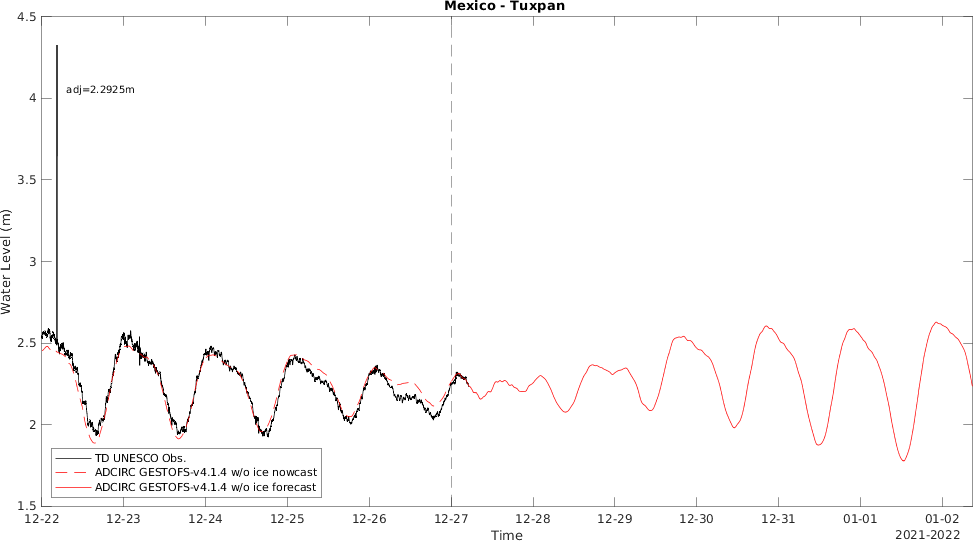 Mexico - Tuxpan
4.5
4
3.5
3
2.5
2
1.5
Water Level (m)
adj=2.2925m
TD UNESCO Obs.
ADCIRC GESTOFS-v4.1.4 w/o ice nowcast
ADCIRC GESTOFS-v4.1.4 w/o ice forecast
12-22 12-23 12-24 12-25 12-26 12-27 12-28 12-29 12-30 12-31 01-01 01-02
Time
2021-2022